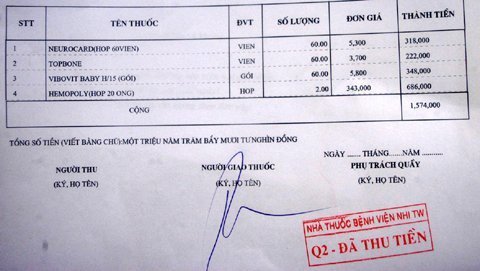 STT TÊN THUỐC ĐVT SỐ LƯỢNG ĐƠN GIÁ THÀNH TIỀN
1 NEUROCARD(HOP 60VIEN) VIEN 60.00 5,300 318,000
2 TOPBONE VIEN 60.00 3,700 222,000
3 VIBOVIT BABY H/15 (GÓI) GÓI 60.00 5,800 348,000
4 HEMOPOLY(HOP 20 ONG) HOP 2.00 343,000 686,000
CỘNG 1,574,000
TỔNG SỐ TIỀN (VIẾT BẰNG CHỮ):MỘT TRIỆU NĂM TRĂM BẢY MUOI TƯ NGHÌN ĐỒNG
NGÀY ...... THÁNG......NĂM .........
NGƯỜI THU NGƯỜI GIAO THUỐC PHỤ TRÁCH QUẦY
(KÝ, HỌ TÊN) (KÝ, HỌ TÊN) (KÝ, HỌ TÊN)
NHÀ THUỐC BỆNH VIỆN NHI TW
Q2 - ĐÃ THU TIỀN